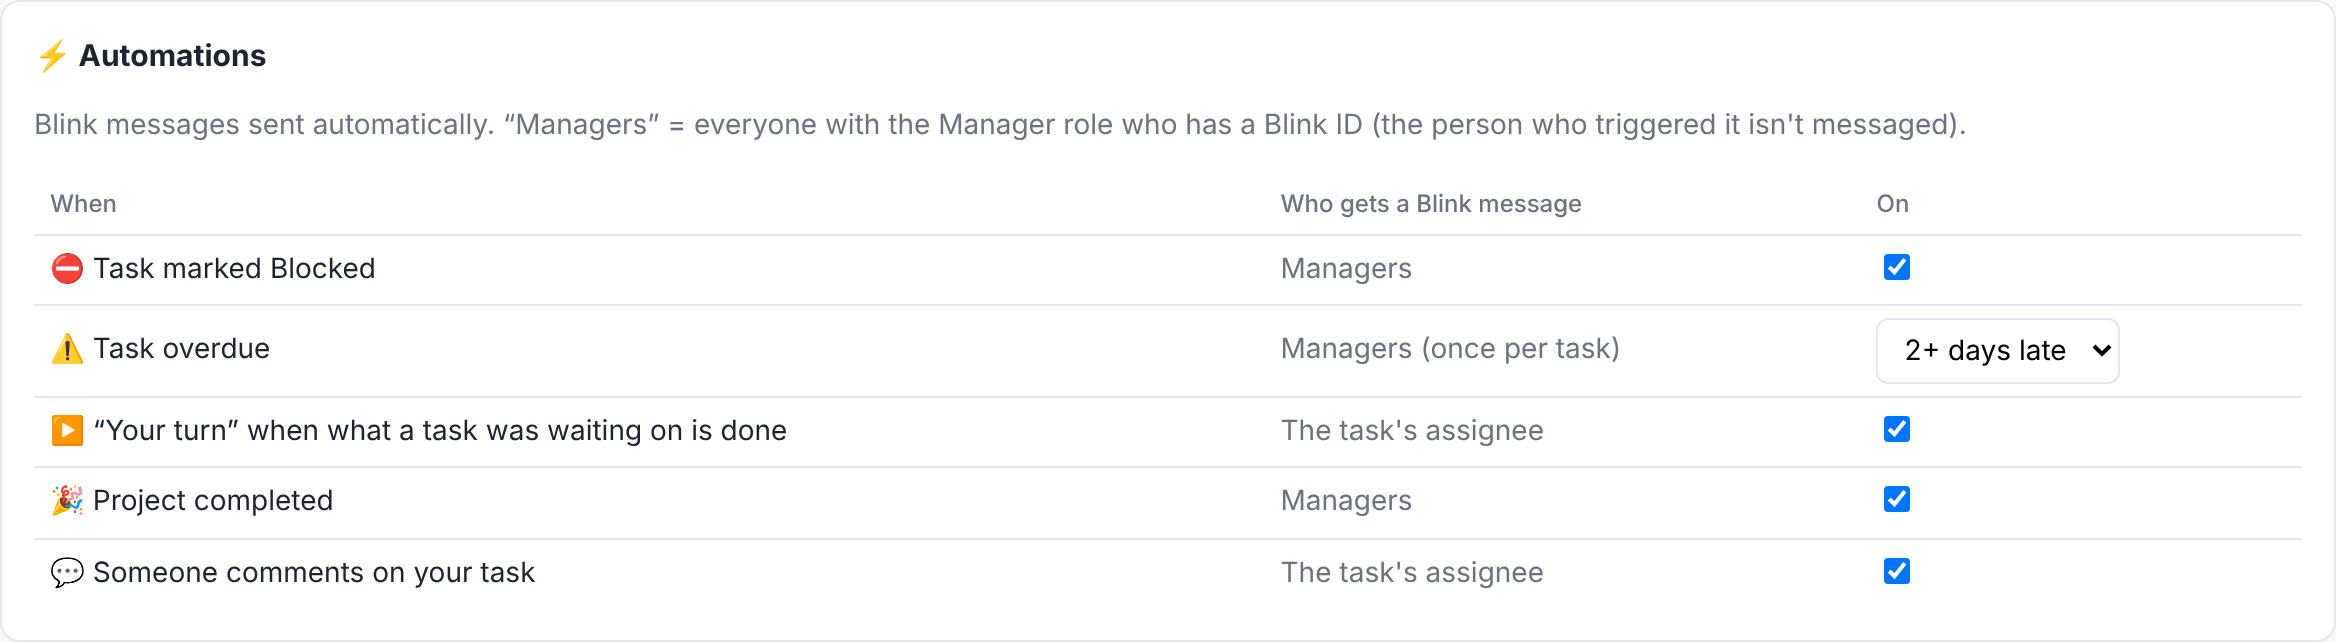 ⚡ Automations
Blink messages sent automatically. “Managers” = everyone with the Manager role who has a Blink ID (the person who triggered it isn't messaged).
When Who gets a Blink message On
⛔ Task marked Blocked Managers
⚠️ Task overdue Managers (once per task) 2+ days late
▶️ “Your turn” when what a task was waiting on is done The task's assignee
🎉 Project completed Managers
💬 Someone comments on your task The task's assignee